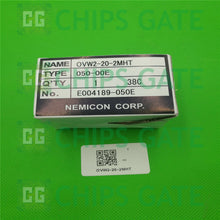 CHIPS GATE
NAME OVW2-20-2MHT
TYPE 050-00E
Q'TY 1 38C
No. E004189-050E
NEMICON CORP.
OVW2-20-2MHT